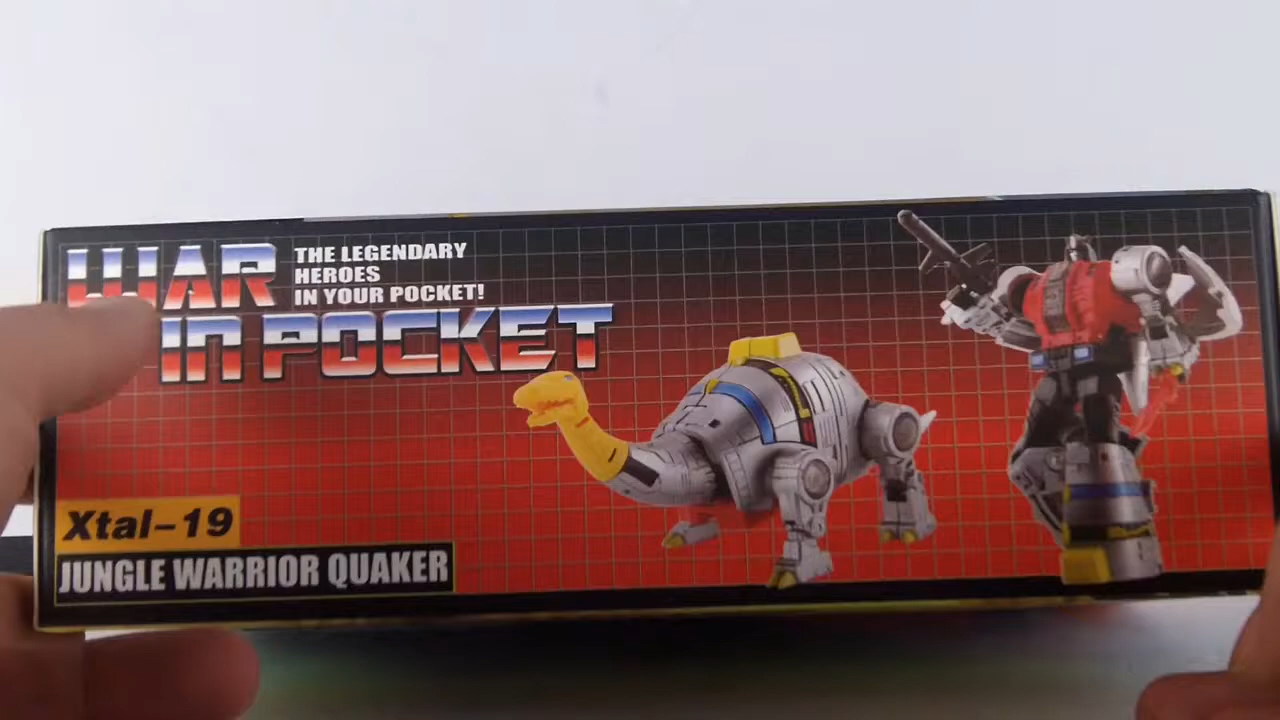 WAR
THE LEGENDARY
HEROES
IN YOUR POCKET!
IN POCKET
Xtal-19
JUNGLE WARRIOR QUAKER